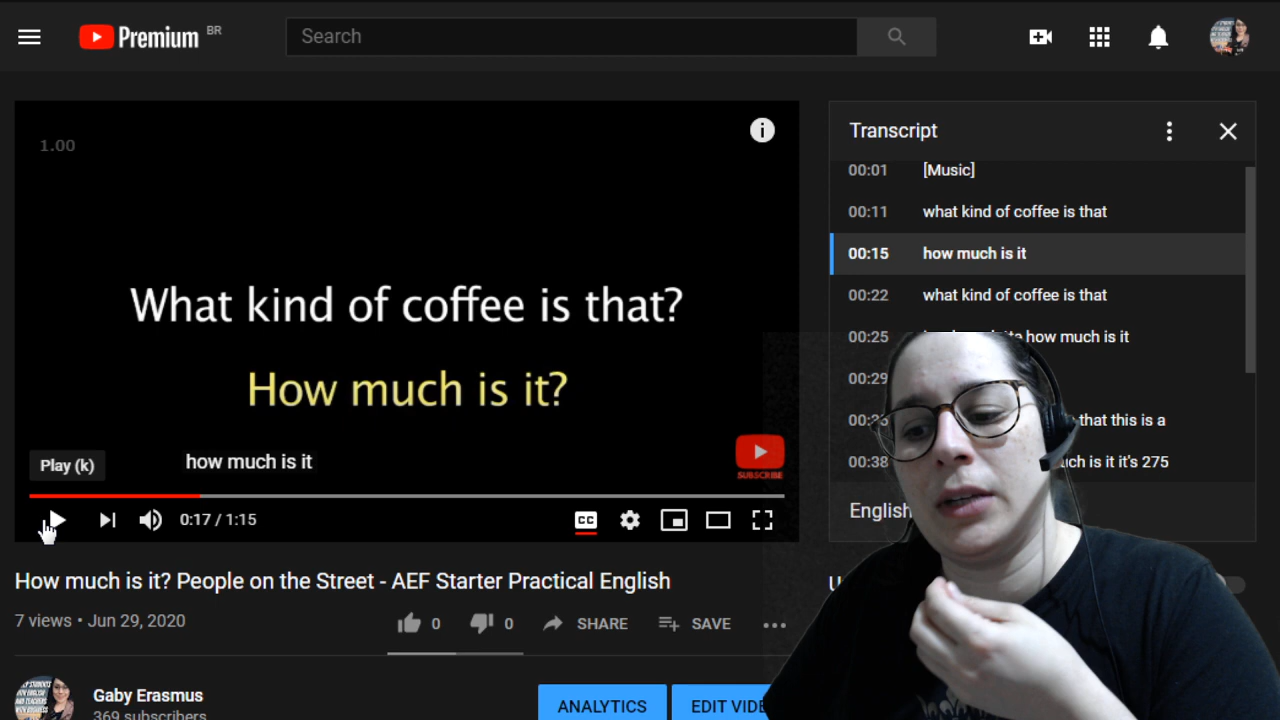 Premium BR
Search
1.00
What kind of coffee is that?
How much is it?
how much is it
SUBSCRIBE
Play (k)
0:17 / 1:15
CC
How much is it? People on the Street - AEF Starter Practical English
7 views • Jun 29, 2020
0
0
SHARE
SAVE
Gaby Erasmus
369 subscribers
ANALYTICS
EDIT VIDE
Transcript
00:01 [Music]
00:11 what kind of coffee is that
00:15 how much is it
00:22 what kind of coffee is that
00:25 how much is it
00:29
that this is a
00:38 is it it's 275
English